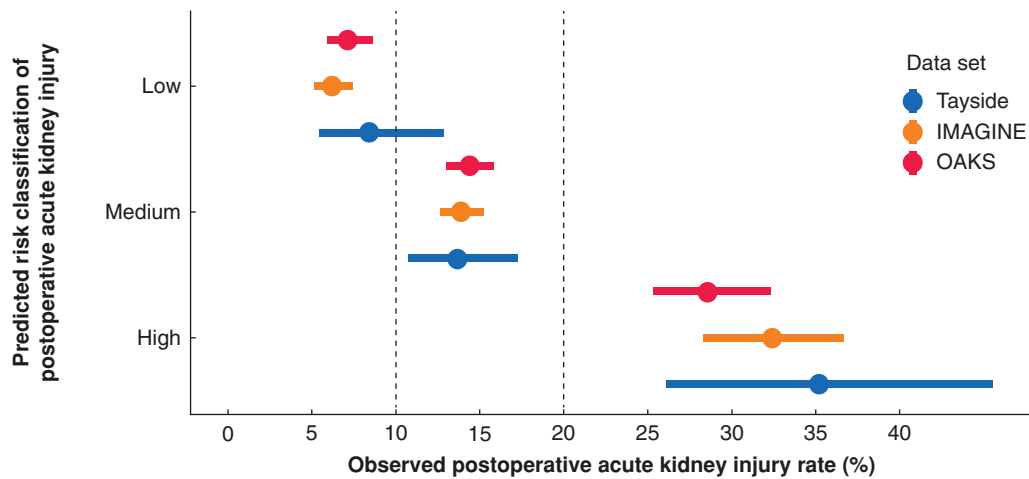 Predicted risk classification of
postoperative acute kidney injury
Low
Medium
High
Data set
Tayside
IMAGINE
OAKS
0 5 10 15 20 25 30 35 40
Observed postoperative acute kidney injury rate (%)